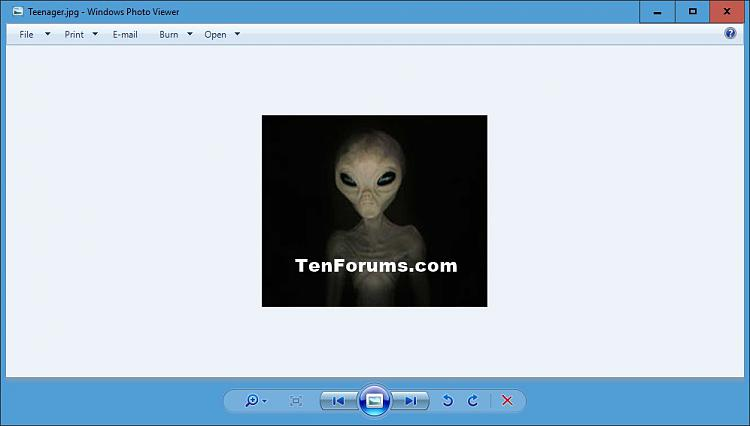 Teenager.jpg - Windows Photo Viewer
File Print E-mail Burn Open
TenForums.com